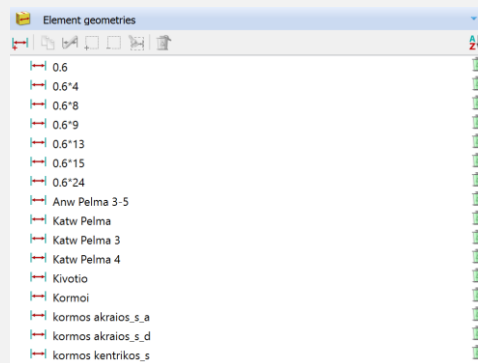 Element geometries
0.6
0.6*4
0.6*8
0.6*9
0.6*13
0.6*15
0.6*24
Anw Pelma 3-5
Katw Pelma
Katw Pelma 3
Katw Pelma 4
Kivotio
Kormoi
kormos akraios_s_a
kormos akraios_s_d
kormos kentrikos_s